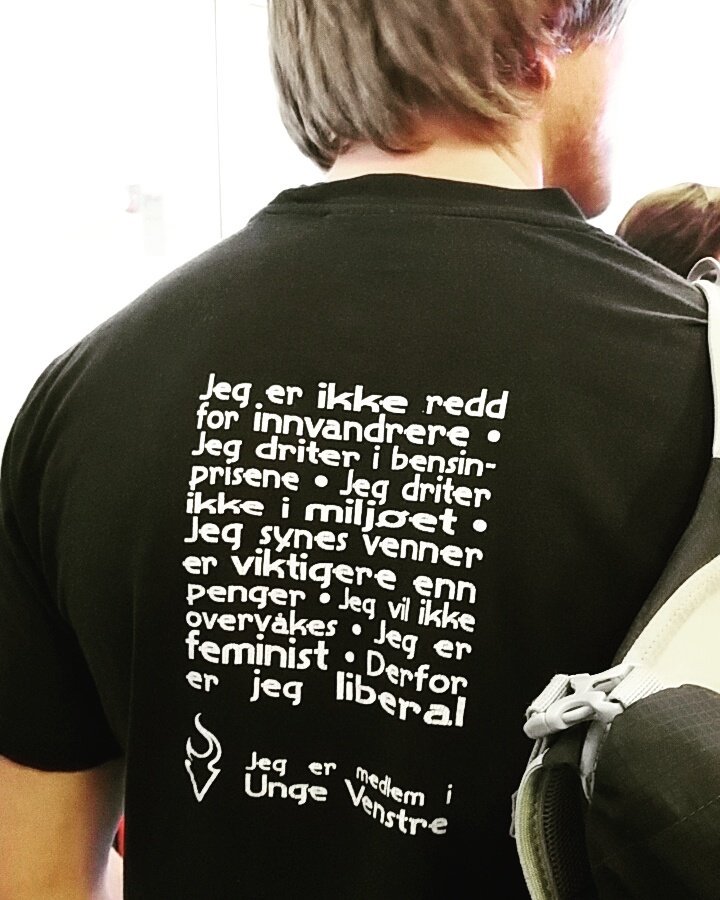 Jeg er ikke redd
for innvandrere •
Jeg driter i bensin-
prisene • Jeg driter
ikke i miljøet •
Jeg synes venner
er viktigere enn
penger • Jeg vil ikke
overvåkes • Jeg er
feminist • Derfor
er jeg liberal
Jeg er medlem i
Unge Venstre